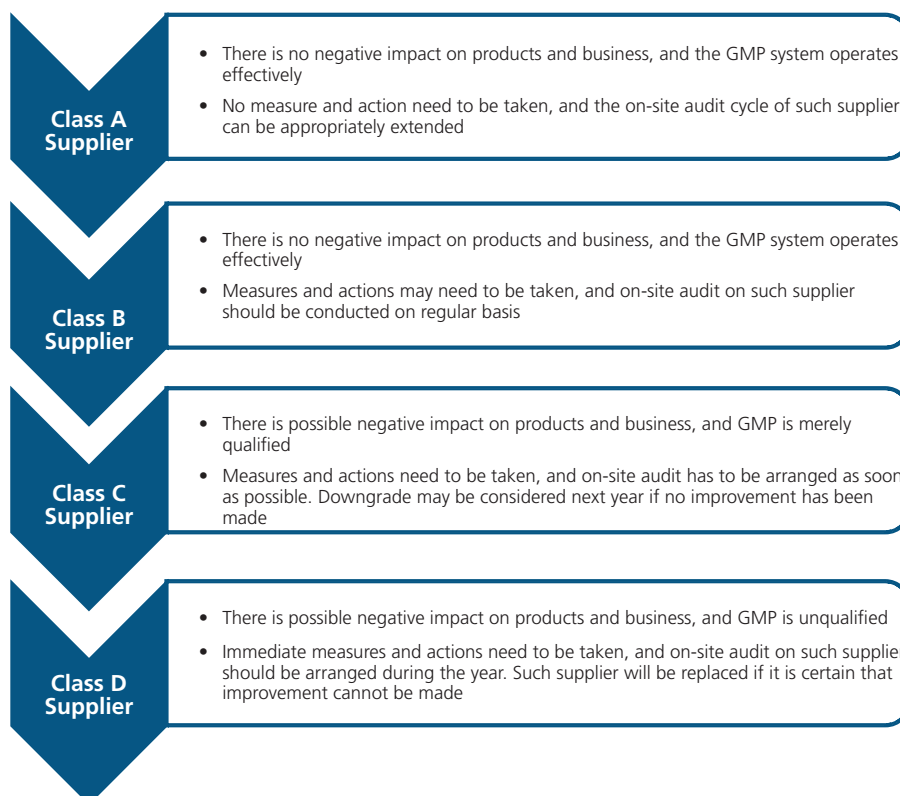 Class A
Supplier
• There is no negative impact on products and business, and the GMP system operates
effectively
• No measure and action need to be taken, and the on-site audit cycle of such supplier
can be appropriately extended
Class B
Supplier
• There is no negative impact on products and business, and the GMP system operates
effectively
• Measures and actions may need to be taken, and on-site audit on such supplier
should be conducted on regular basis
Class C
Supplier
• There is possible negative impact on products and business, and GMP is merely
qualified
• Measures and actions need to be taken, and on-site audit has to be arranged as soon
as possible. Downgrade may be considered next year if no improvement has been
made
Class D
Supplier
• There is possible negative impact on products and business, and GMP is unqualified
• Immediate measures and actions need to be taken, and on-site audit on such supplier
should be arranged during the year. Such supplier will be replaced if it is certain that
improvement cannot be made